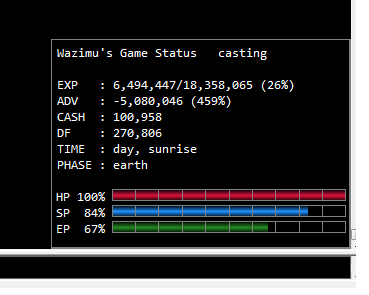 Wazimu's Game Status casting
EXP : 6,494,447/18,358,065 (26%)
ADV : -5,080,046 (459%)
CASH : 100,958
DF : 270,806
TIME : day, sunrise
PHASE : earth
HP 100%
SP 84%
EP 67%